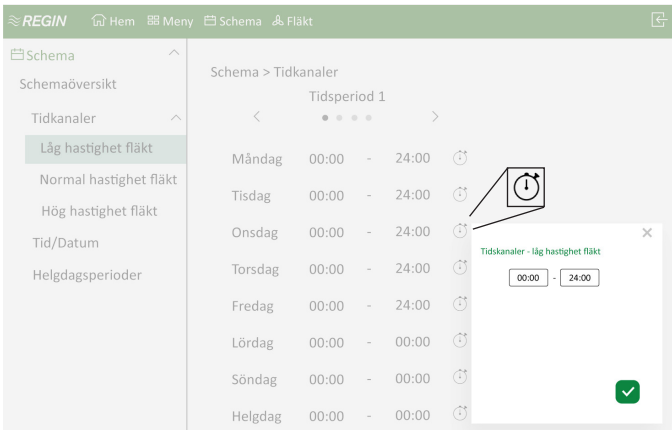 REGIN Hem Meny Schema Fläkt
Schema
Schemaöversikt
Tidkanaler
Låg hastighet fläkt
Normal hastighet fläkt
Hög hastighet fläkt
Tid/Datum
Helgdagsperioder
Schema > Tidkanaler
Tidsperiod 1
< >
Måndag 00:00 - 24:00
Tisdag 00:00 - 24:00
Onsdag 00:00 - 24:00
Torsdag 00:00 - 24:00
Fredag 00:00 - 24:00
Lördag 00:00 - 00:00
Söndag 00:00 - 00:00
Helgdag 00:00 - 00:00
Tidskanaler - låg hastighet fläkt
00:00 - 24:00